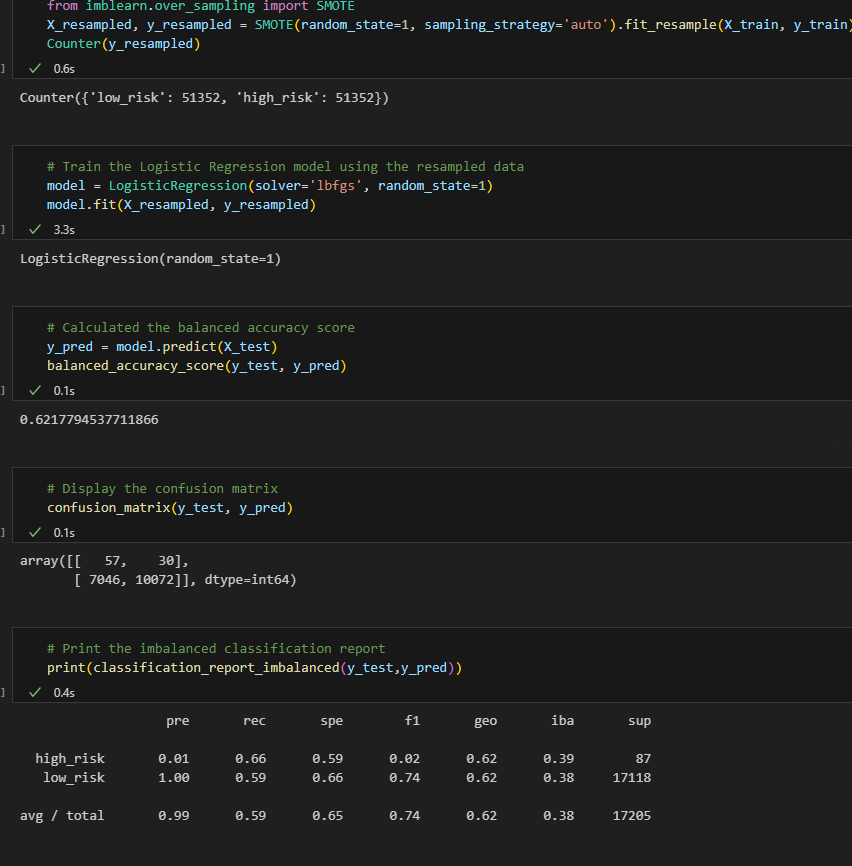 from imblearn.over_sampling import SMOTE
X_resampled, y_resampled = SMOTE(random_state=1, sampling_strategy='auto').fit_resample(X_train, y_train)
Counter(y_resampled)
] ✓ 0.6s
Counter({'low_risk': 51352, 'high_risk': 51352})
# Train the Logistic Regression model using the resampled data
model = LogisticRegression(solver='lbfgs', random_state=1)
model.fit(X_resampled, y_resampled)
] ✓ 3.3s
LogisticRegression(random_state=1)
# Calculated the balanced accuracy score
y_pred = model.predict(X_test)
balanced_accuracy_score(y_test, y_pred)
] ✓ 0.1s
0.6217794537711866
# Display the confusion matrix
confusion_matrix(y_test, y_pred)
] ✓ 0.1s
array([[   57,    30],
       [ 7046, 10072]], dtype=int64)
# Print the imbalanced classification report
print(classification_report_imbalanced(y_test,y_pred))
] ✓ 0.4s
pre rec spe f1 geo iba sup
high_risk 0.01 0.66 0.59 0.02 0.62 0.39 87
low_risk 1.00 0.59 0.66 0.74 0.62 0.38 17118
avg / total 0.99 0.59 0.65 0.74 0.62 0.38 17205